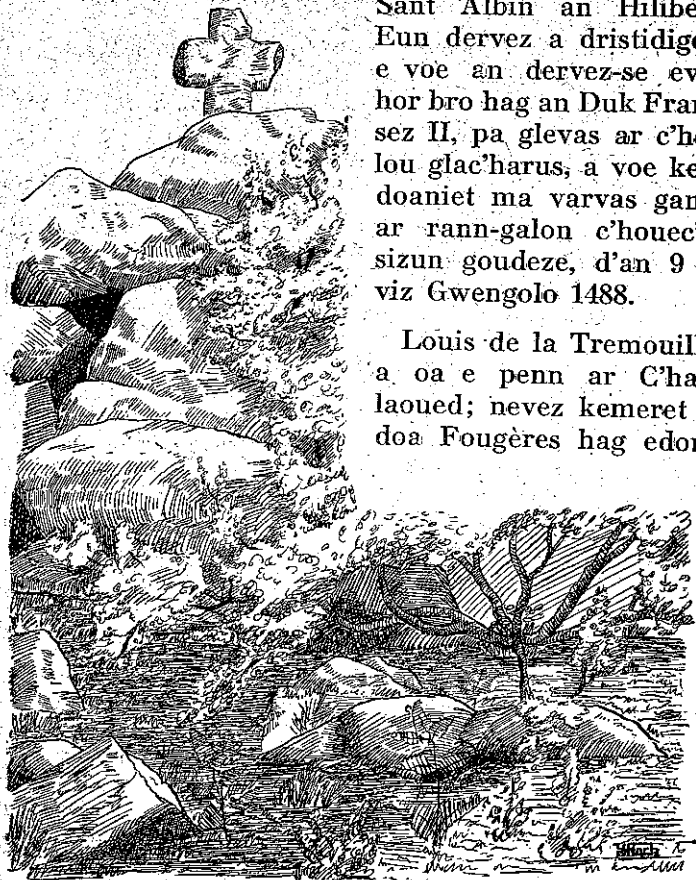 Sant Albin an Hilibe
Eun dervez a dristidige
e voe an dervez-se ev
hor bro hag an Duk Fran
sez II, pa glevas ar c'he
lou glac'harus, a voe ke
doaniet ma varvas gan
ar rann-galon c'houec'
sizun goudeze, d'an 9
viz Gwengolo 1488.
Louis de la Tremouill
a oa e penn ar C'ha
laoued; nevez kemeret
doa Fougères hag edo